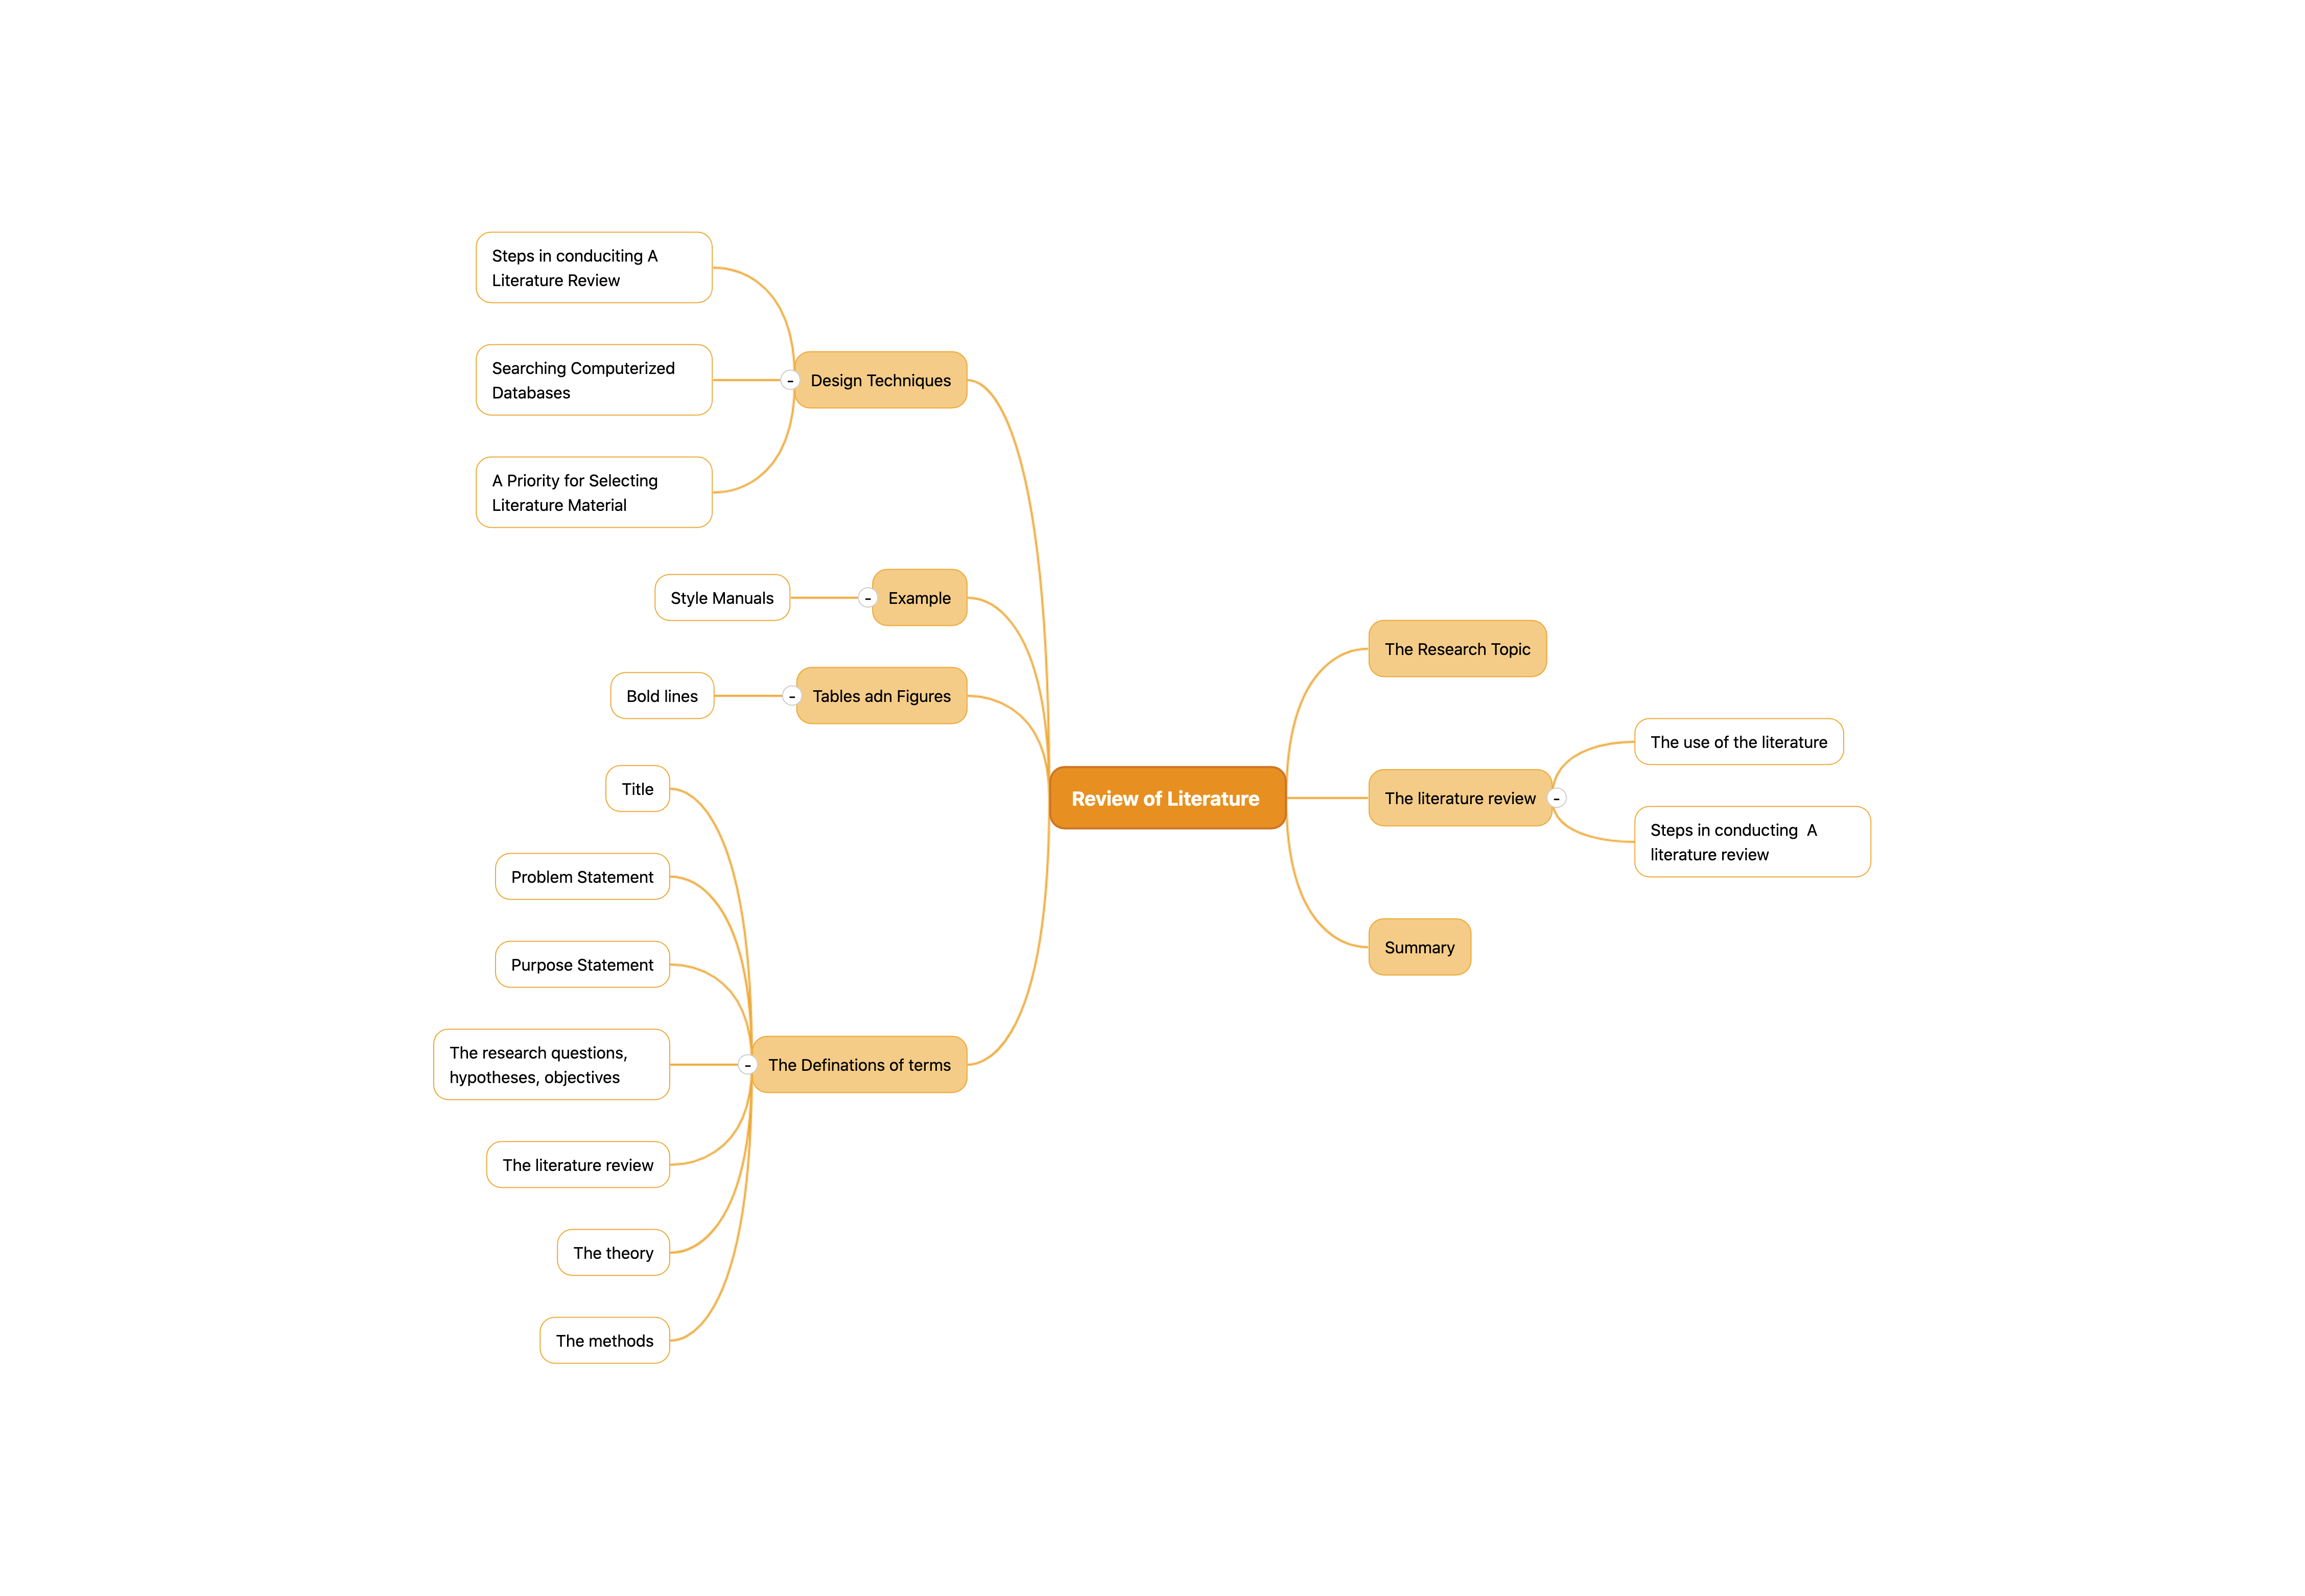 Steps in conduciting A
Literature Review
Searching Computerized
Databases
Design Techniques
A Priority for Selecting
Literature Material
Style Manuals
Example
Bold lines
Tables adn Figures
Title
Problem Statement
Purpose Statement
The research questions,
hypotheses, objectives
The Definations of terms
The literature review
The theory
The methods
Review of Literature
The Research Topic
The literature review
The use of the literature
Steps in conducting  A
literature review
Summary